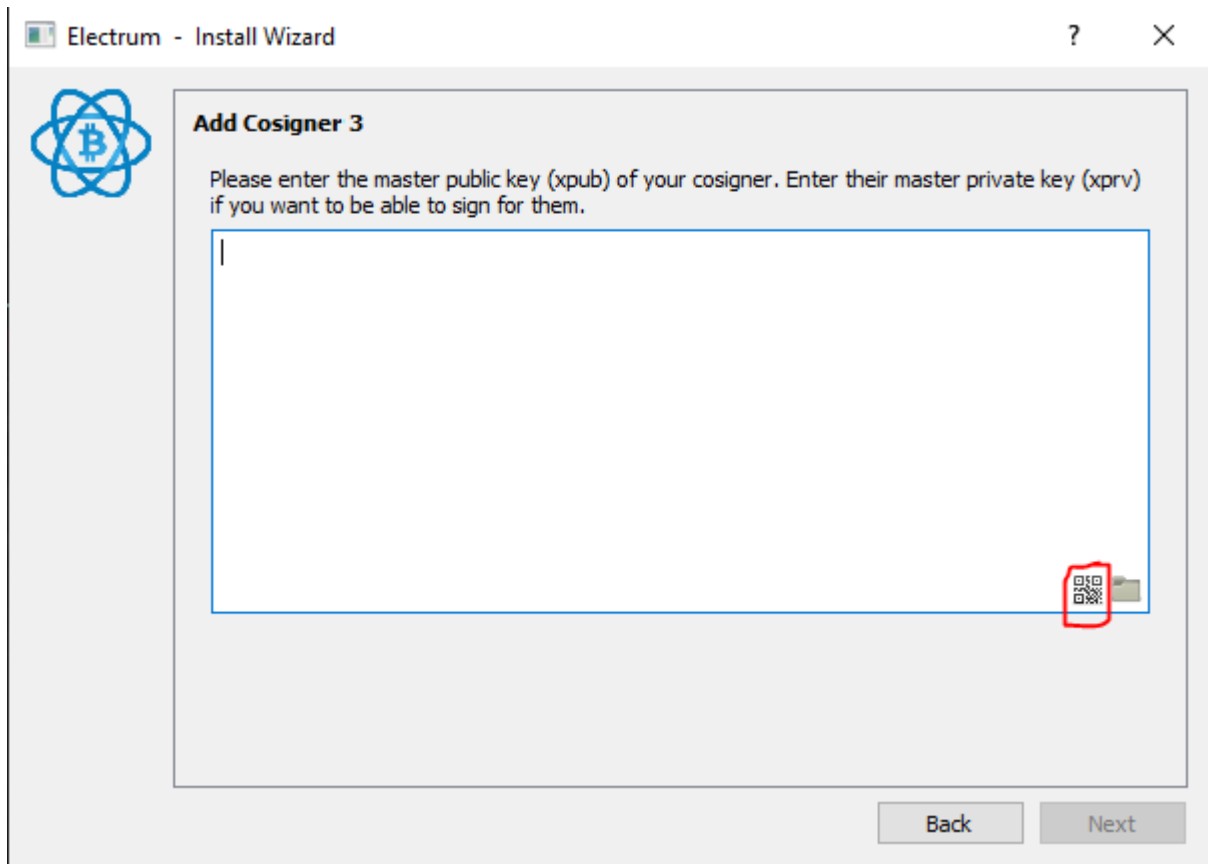 Electrum - Install Wizard
?
Add Cosigner 3
Please enter the master public key (xpub) of your cosigner. Enter their master private key (xprv)
if you want to be able to sign for them.
Back
Next